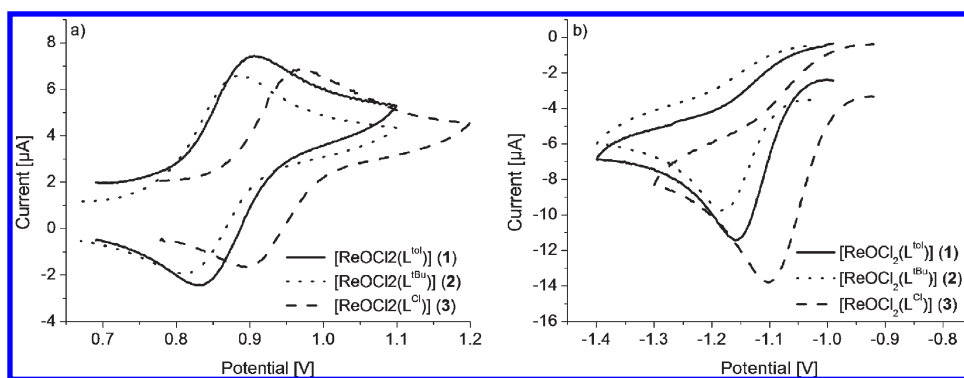 a)
8
6
4
2
0
-2
-4
Current [µA]
0.7 0.8 0.9 1.0 1.1 1.2
Potential [V]
[ReOCl2(L^tol)] (1)
[ReOCl2(L^tBu)] (2)
[ReOCl2(L^Cl)] (3)
b)
0
-2
-4
-6
-8
-10
-12
-14
-16
Current [µA]
-1.4 -1.3 -1.2 -1.1 -1.0 -0.9 -0.8
Potential [V]
[ReOCl₂(L^tol)] (1)
[ReOCl₂(L^tBu)] (2)
[ReOCl₂(L^Cl)] (3)